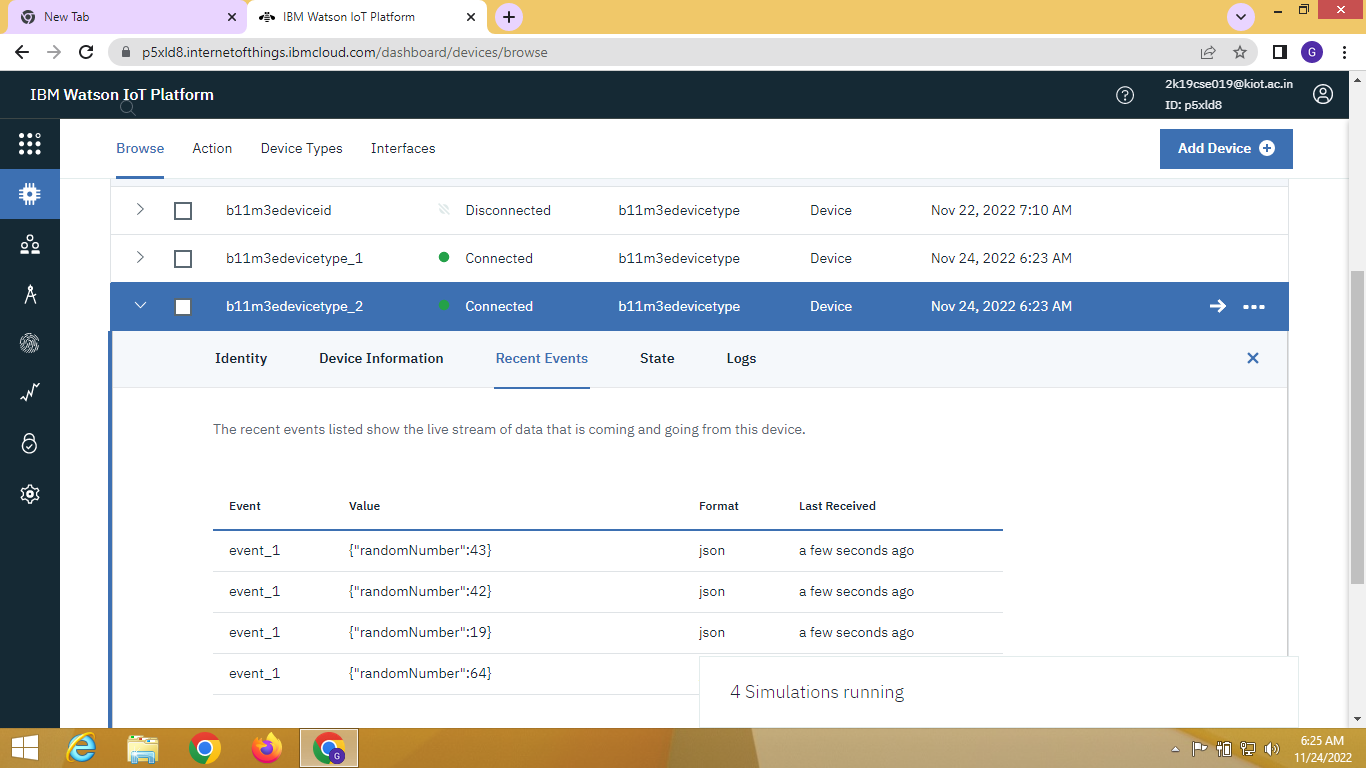 New Tab
IBM Watson IoT Platform
p5xld8.internetofthings.ibmcloud.com/dashboard/devices/browse
G
IBM Watson IoT Platform
2k19cse019@kiot.ac.in
ID: p5xld8
Browse Action Device Types Interfaces
Add Device
b11m3edeviceid Disconnected b11m3edevicetype Device Nov 22, 2022 7:10 AM
b11m3edevicetype_1 Connected b11m3edevicetype Device Nov 24, 2022 6:23 AM
b11m3edevicetype_2 Connected b11m3edevicetype Device Nov 24, 2022 6:23 AM
Identity Device Information Recent Events State Logs
The recent events listed show the live stream of data that is coming and going from this device.
Event Value Format Last Received
event_1 {"randomNumber":43} json a few seconds ago
event_1 {"randomNumber":42} json a few seconds ago
event_1 {"randomNumber":19} json a few seconds ago
event_1 {"randomNumber":64}
4 Simulations running
G
6:25 AM
11/24/2022